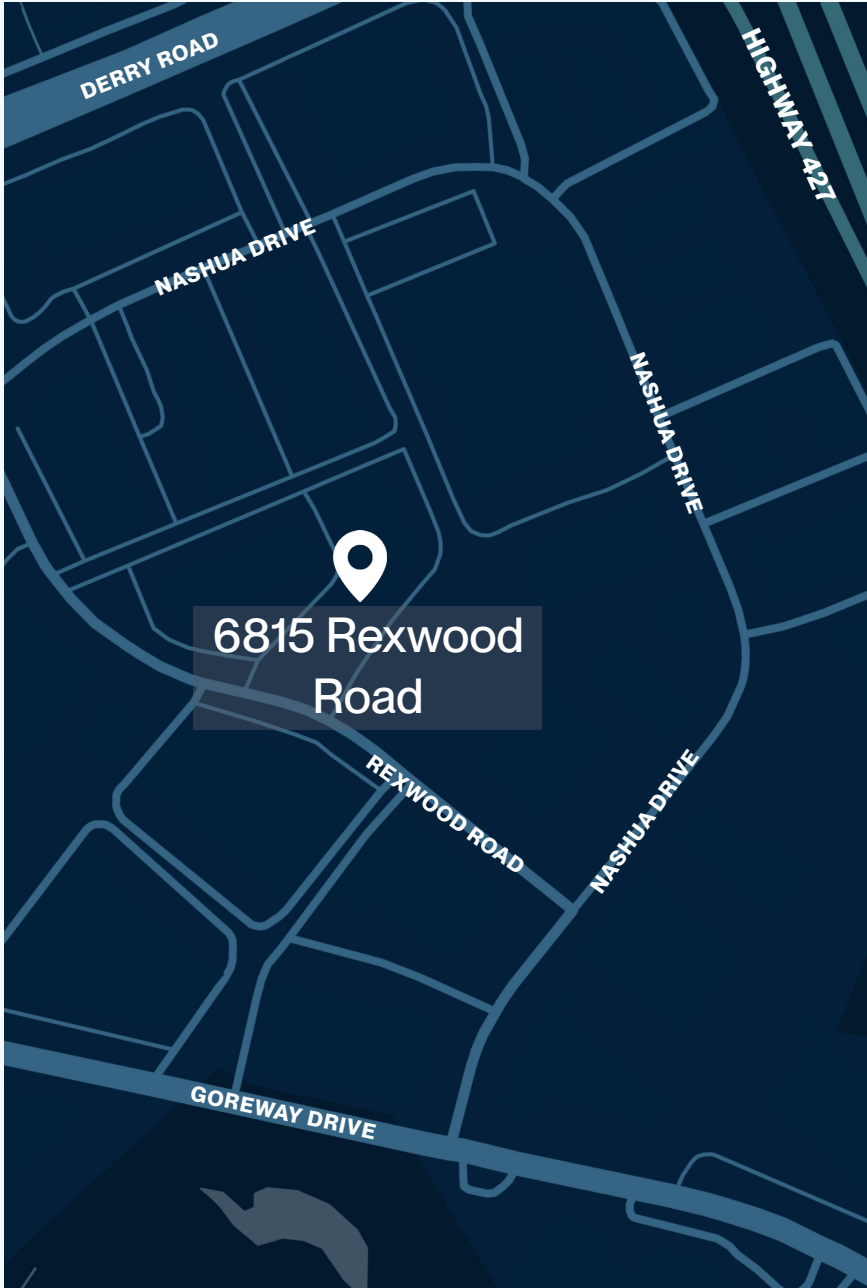 DERRY ROAD
HIGHWAY 427
NASHUA DRIVE
NASHUA DRIVE
6815 Rexwood
Road
REXWOOD ROAD
NASHUA DRIVE
GOREWAY DRIVE